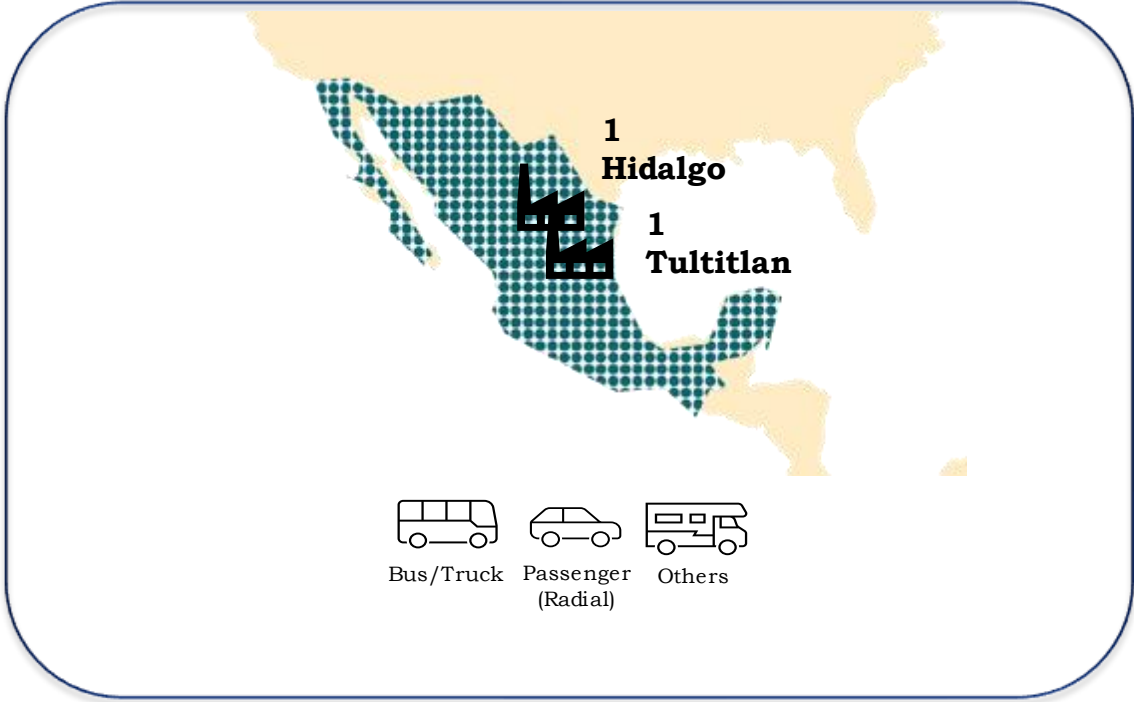 1
Hidalgo
1
Tultitlan
Bus/Truck
Passenger
(Radial)
Others